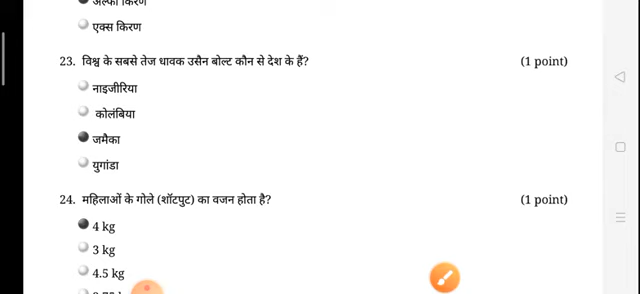 एक्स किरण
23. विश्व के सबसे तेज धावक उसैन बोल्ट कौन से देश के हैं? (1 point)
नाइजीरिया
कोलंबिया
जमैका
युगांडा
24. महिलाओं के गोले (शॉटपुट) का वजन होता है? (1 point)
4 kg
3 kg
4.5 kg